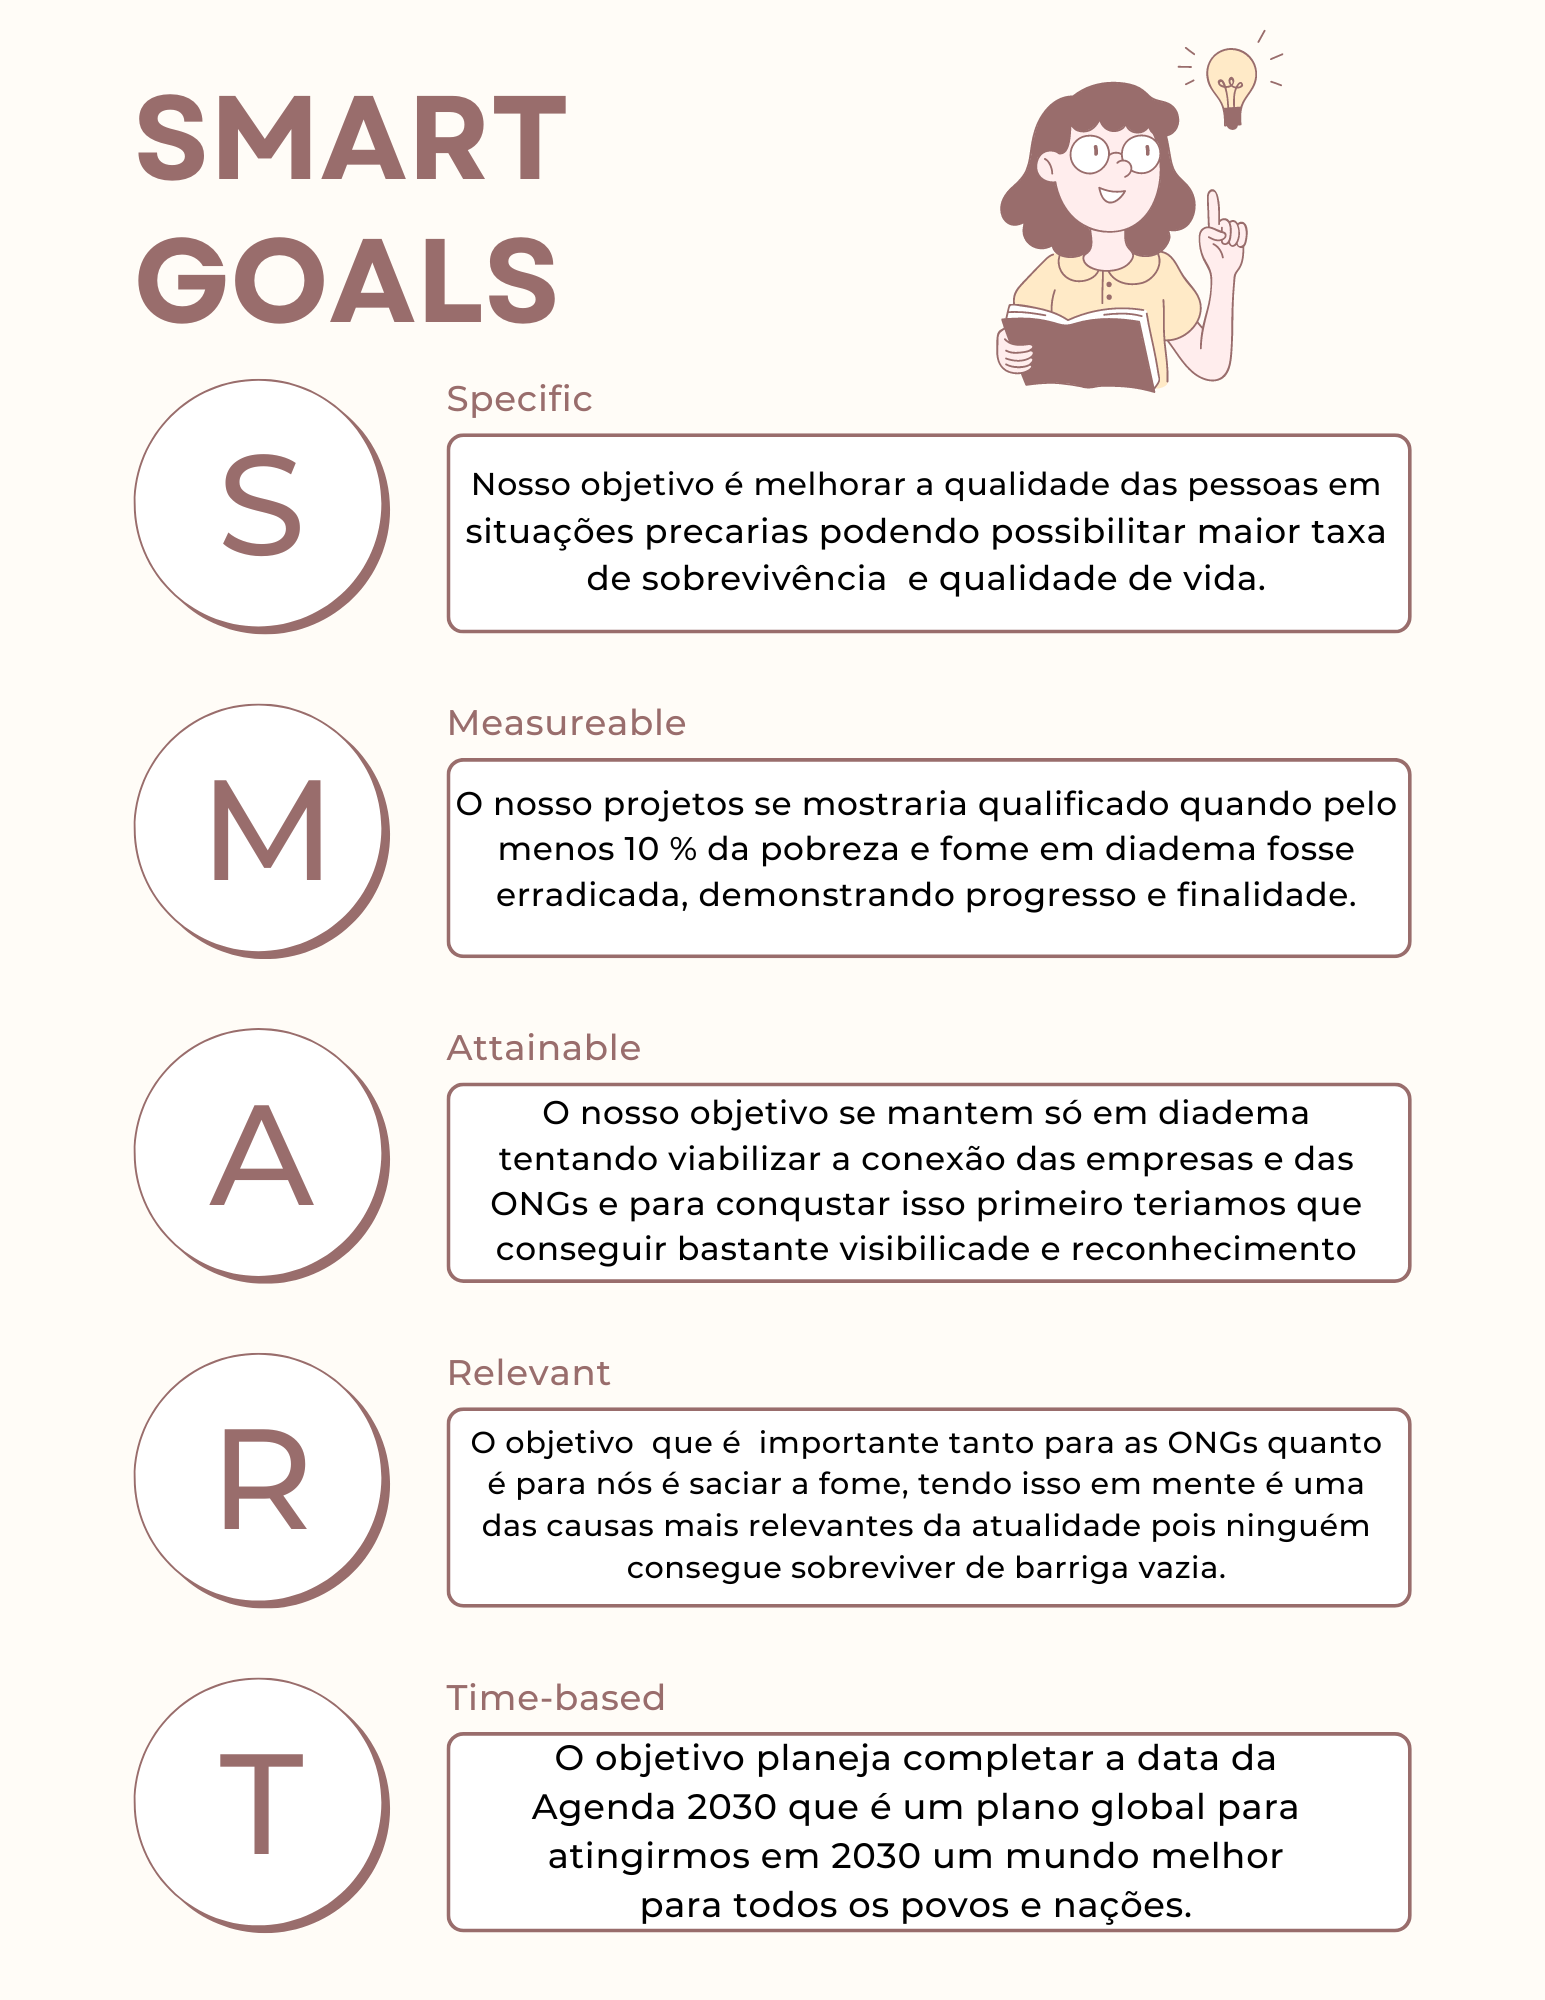 SMART
GOALS
S
Specific
Nosso objetivo é melhorar a qualidade das pessoas em
situações precarias podendo possibilitar maior taxa
de sobrevivência  e qualidade de vida.
M
Measureable
O nosso projetos se mostraria qualificado quando pelo
menos 10 % da pobreza e fome em diadema fosse
erradicada, demonstrando progresso e finalidade.
A
Attainable
O nosso objetivo se mantem só em diadema
tentando viabilizar a conexão das empresas e das
ONGs e para conqustar isso primeiro teriamos que
conseguir bastante visibilicade e reconhecimento
R
Relevant
O objetivo  que é  importante tanto para as ONGs quanto
é para nós é saciar a fome, tendo isso em mente é uma
das causas mais relevantes da atualidade pois ninguém
consegue sobreviver de barriga vazia.
T
Time-based
O objetivo planeja completar a data da
Agenda 2030 que é um plano global para
atingirmos em 2030 um mundo melhor
para todos os povos e nações.